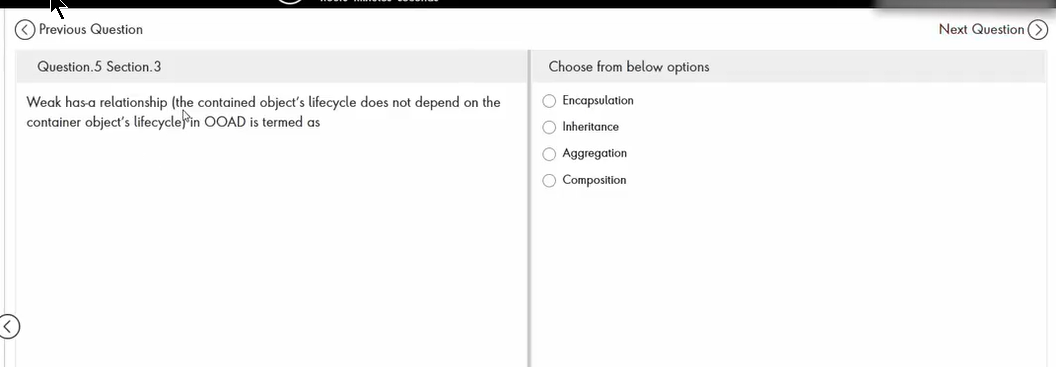 Previous Question
Next Question
Question.5 Section.3
Choose from below options
Weak has-a relationship (the contained object's lifecycle does not depend on the
container object's lifecycle) in OOAD is termed as
Encapsulation
Inheritance
Aggregation
Composition